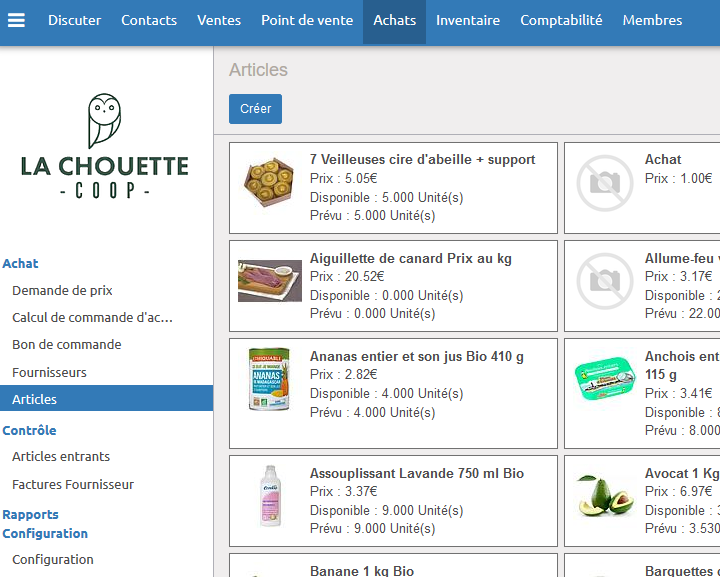 Discuter Contacts Ventes Point de vente Achats Inventaire Comptabilité Membres
Articles
Créer
LA CHOUETTE
- COOP -
Achat
Demande de prix
Calcul de commande d'ac...
Bon de commande
Fournisseurs
Articles
Contrôle
Articles entrants
Factures Fournisseur
Rapports
Configuration
Configuration
7 Veilleuses cire d'abeille + support
Prix : 5.05€
Disponible : 5.000 Unité(s)
Prévu : 5.000 Unité(s)
Achat
Prix : 1.00€
Aiguillette de canard Prix au kg
Prix : 20.52€
Disponible : 0.000 Unité(s)
Prévu : 0.000 Unité(s)
Allume-feu
Prix : 3.17€
Disponible : 2
Prévu : 22.00
ETHIQUABLE
ANANAS
DE MADAGASCAR
Ananas entier et son jus Bio 410 g
Prix : 2.82€
Disponible : 4.000 Unité(s)
Prévu : 4.000 Unité(s)
Anchois ent
115 g
Prix : 3.41€
Disponible :
Prévu : 8.000
Assouplissant Lavande 750 ml Bio
Prix : 3.37€
Disponible : 9.000 Unité(s)
Prévu : 9.000 Unité(s)
Avocat 1 Kg
Prix : 6.97€
Disponible : 3
Prévu : 3.530
Banane 1 kg Bio
Barquettes